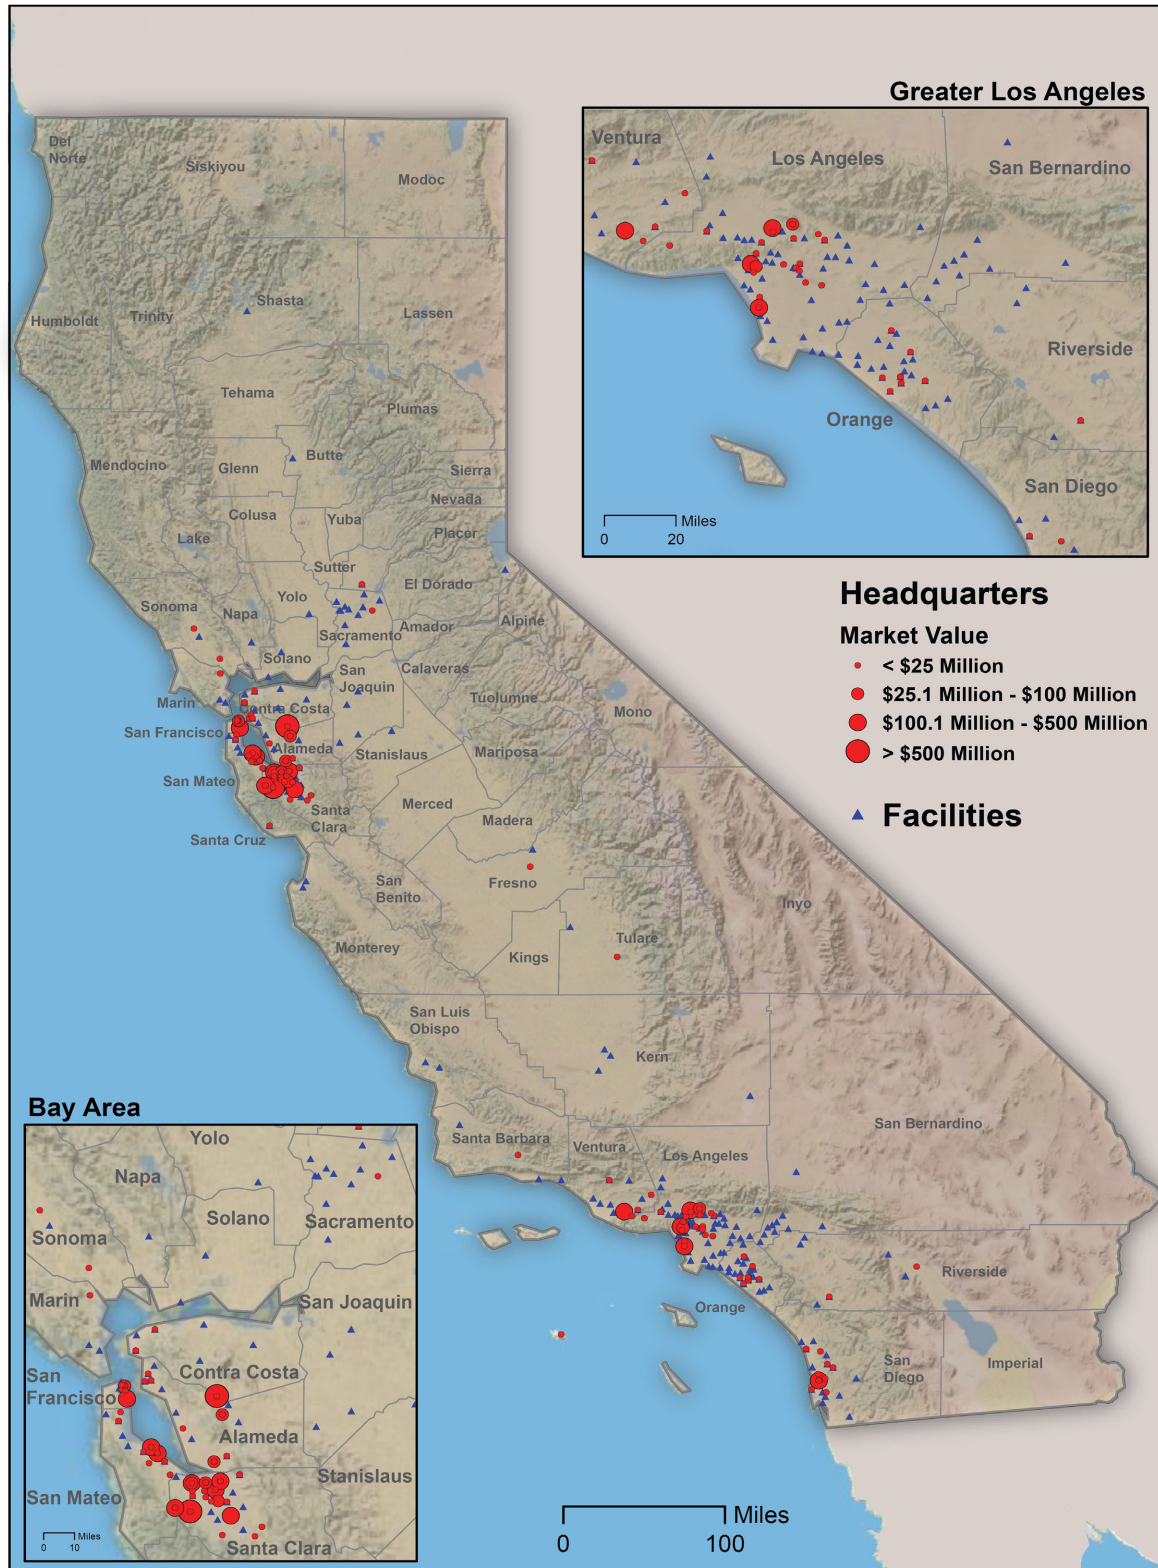 Greater Los Angeles
Ventura
Los Angeles
San Bernardino
Riverside
Orange
San Diego
Miles
0 20
Del
Norte
Siskiyou
Modoc
Shasta
Humboldt
Trinity
Lassen
Tehama
Plumas
Mendocino
Glenn
Butte
Sierra
Nevada
Colusa
Yuba
Placer
Lake
Sutter
El Dorado
Sonoma
Napa
Yolo
Alpine
Sacramento
Amador
Solano
San
Joaquin
Calaveras
Marin
Contra Costa
Tuolumne
Mono
San Francisco
Alameda
Stanislaus
Mariposa
San Mateo
Merced
Santa
Clara
Madera
Santa Cruz
Fresno
San
Benito
Inyo
Monterey
Kings
Tulare
San Luis
Obispo
Kern
Santa Barbara
Ventura
Los Angeles
San Bernardino
Orange
Riverside
San
Diego
Imperial
Headquarters
Market Value
< $25 Million
$25.1 Million - $100 Million
$100.1 Million - $500 Million
> $500 Million
Facilities
Bay Area
Yolo
Napa
Solano
Sacramento
Sonoma
Marin
San Joaquin
San
Francisco
Contra Costa
Alameda
Stanislaus
San Mateo
Santa Clara
Miles
0 10
Miles
0 100